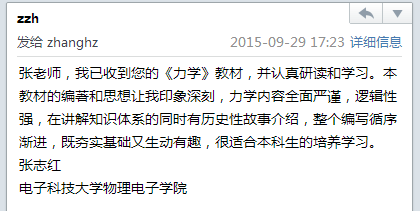 zzh
发给 zhanghz 2015-09-29 17:23 详细信息
张老师，我已收到您的《力学》教材，并认真研读和学习。本
教材的编著和思想让我印象深刻，力学内容全面严谨，逻辑性
强，在讲解知识体系的同时有历史性故事介绍，整个编写循序
渐进，既夯实基础又生动有趣，很适合本科生的培养学习。
张志红
电子科技大学物理电子学院